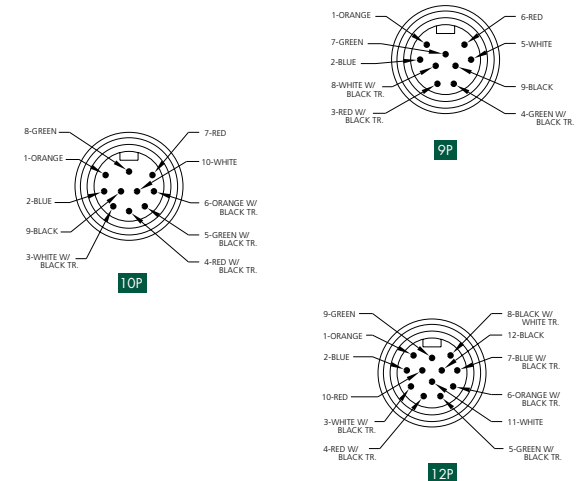 1-ORANGE
6-RED
7-GREEN
5-WHITE
2-BLUE
8-WHITE W/
BLACK TR.
9-BLACK
3-RED W/
BLACK TR.
4-GREEN W/
BLACK TR.
9P
8-GREEN
7-RED
1-ORANGE
10-WHITE
2-BLUE
6-ORANGE W/
BLACK TR.
9-BLACK
5-GREEN W/
BLACK TR.
3-WHITE W/
BLACK TR.
4-RED W/
BLACK TR.
10P
9-GREEN
8-BLACK W/
WHITE TR.
1-ORANGE
12-BLACK
2-BLUE
7-BLUE W/
BLACK TR.
10-RED
6-ORANGE W/
BLACK TR.
3-WHITE W/
BLACK TR.
11-WHITE
4-RED W/
BLACK TR.
5-GREEN W/
BLACK TR.
12P